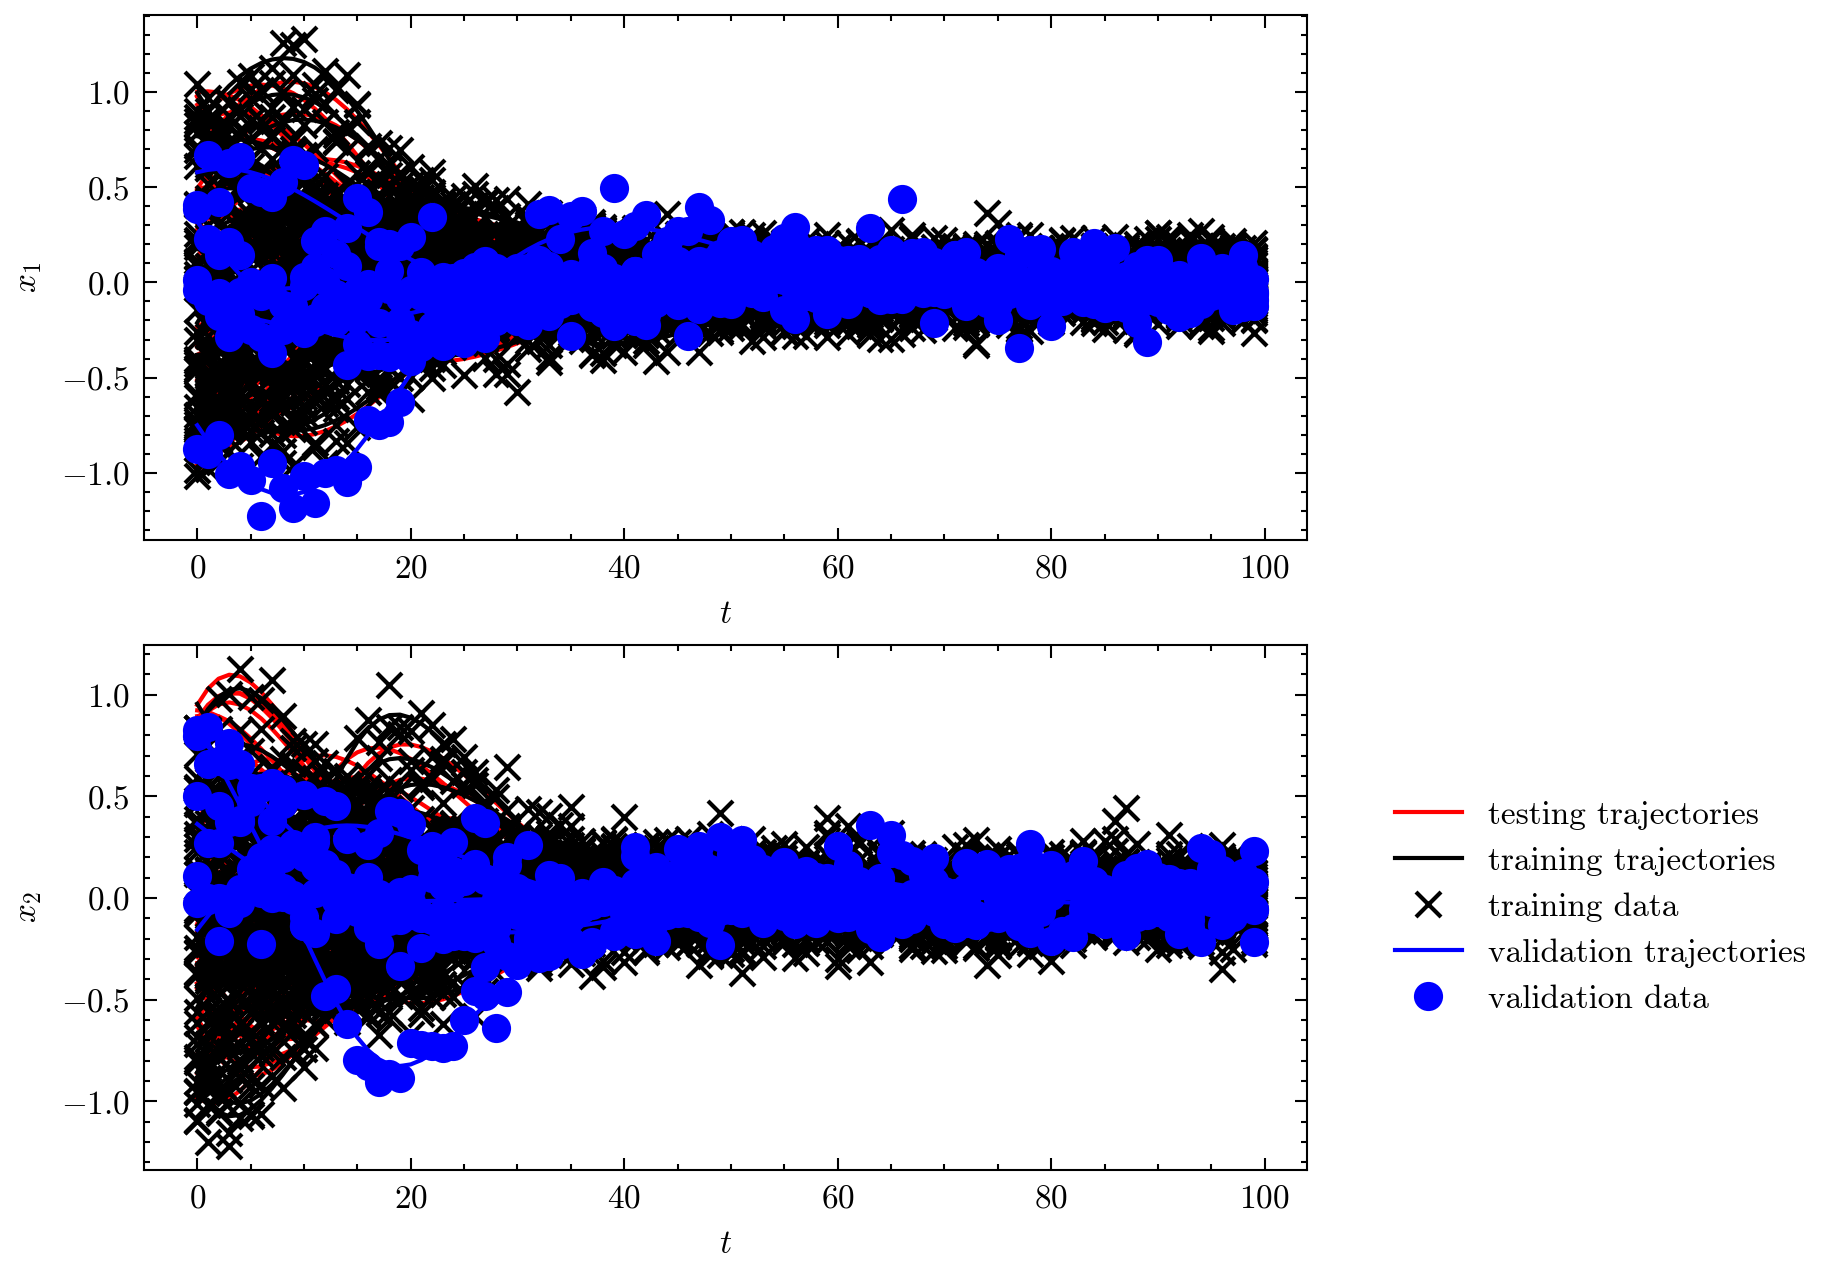 1.0
0.5
0.0
−0.5
−1.0
x₁
0 20 40 60 80 100
t
1.0
0.5
0.0
−0.5
−1.0
x₂
0 20 40 60 80 100
t
testing trajectories
training trajectories
training data
validation trajectories
validation data